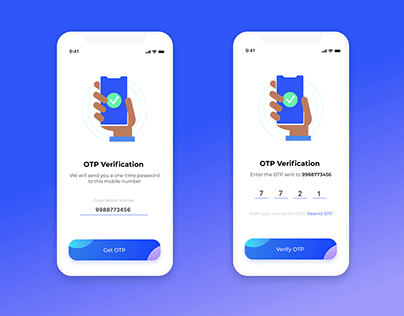 9:41
OTP Verification
We will send you a one-time password
to this mobile number
Enter Mobile Number
9988773456
Get OTP
9:41
OTP Verification
Enter the OTP sent to 9988773456
7 7 2 1
Didn't you receive the OTP? Resend OTP
Verify OTP